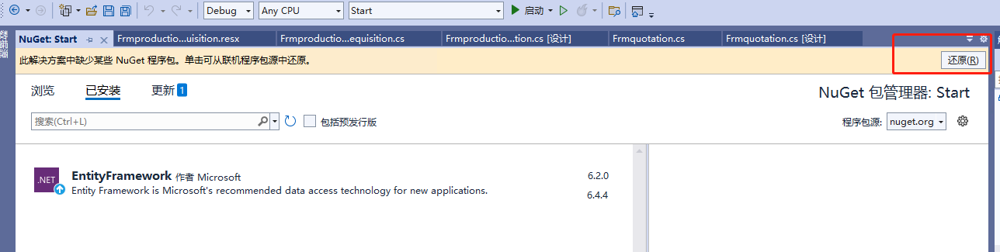 Debug Any CPU Start 启动
数据源
NuGet: Start Frmproductio...uisition.resx Frmproductio...equisition.cs Frmproductio...tion.cs [设计] Frmquotation.cs Frmquotation.cs [设计]
此解决方案中缺少某些 NuGet 程序包。单击可从联机程序包源中还原。 还原(R)
浏览 已安装 更新 1 NuGet 包管理器: Start
搜索(Ctrl+L) 包括预发行版 程序包源: nuget.org
.NET EntityFramework 作者 Microsoft 6.2.0
Entity Framework is Microsoft's recommended data access technology for new applications. 6.4.4